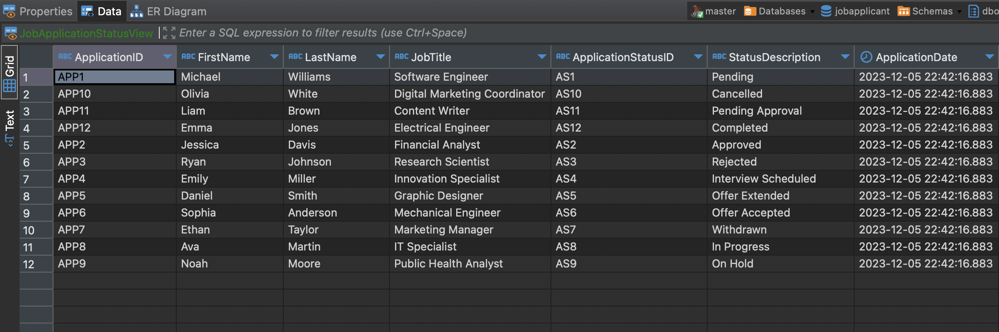 Properties Data ER Diagram master Databases jobapplicant Schemas dbo
JobApplicationStatusView Enter a SQL expression to filter results (use Ctrl+Space)
Grid
Text
ABC ApplicationID ABC FirstName ABC LastName ABC JobTitle ABC ApplicationStatusID ABC StatusDescription ApplicationDate
1 APP1 Michael Williams Software Engineer AS1 Pending 2023-12-05 22:42:16.883
2 APP10 Olivia White Digital Marketing Coordinator AS10 Cancelled 2023-12-05 22:42:16.883
3 APP11 Liam Brown Content Writer AS11 Pending Approval 2023-12-05 22:42:16.883
4 APP12 Emma Jones Electrical Engineer AS12 Completed 2023-12-05 22:42:16.883
5 APP2 Jessica Davis Financial Analyst AS2 Approved 2023-12-05 22:42:16.883
6 APP3 Ryan Johnson Research Scientist AS3 Rejected 2023-12-05 22:42:16.883
7 APP4 Emily Miller Innovation Specialist AS4 Interview Scheduled 2023-12-05 22:42:16.883
8 APP5 Daniel Smith Graphic Designer AS5 Offer Extended 2023-12-05 22:42:16.883
9 APP6 Sophia Anderson Mechanical Engineer AS6 Offer Accepted 2023-12-05 22:42:16.883
10 APP7 Ethan Taylor Marketing Manager AS7 Withdrawn 2023-12-05 22:42:16.883
11 APP8 Ava Martin IT Specialist AS8 In Progress 2023-12-05 22:42:16.883
12 APP9 Noah Moore Public Health Analyst AS9 On Hold 2023-12-05 22:42:16.883